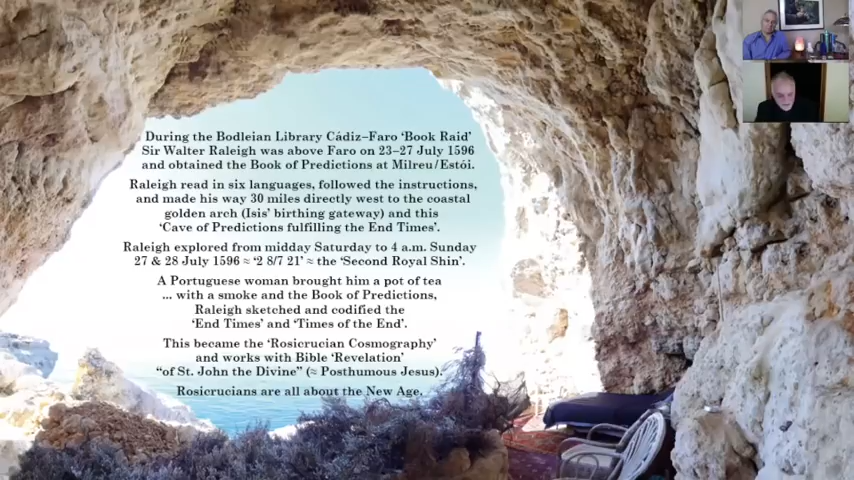 During the Bodleian Library Cádiz–Faro ‘Book Raid’
Sir Walter Raleigh was above Faro on 23–27 July 1596
and obtained the Book of Predictions at Milreu/Estói.
Raleigh read in six languages, followed the instructions,
and made his way 30 miles directly west to the coastal
golden arch (Isis’ birthing gateway) and this
‘Cave of Predictions fulfilling the End Times’.
Raleigh explored from midday Saturday to 4 a.m. Sunday
27 & 28 July 1596 ≈ ‘2 8/7 21’ ≈ the ‘Second Royal Shin’.
A Portuguese woman brought him a pot of tea
... with a smoke and the Book of Predictions,
Raleigh sketched and codified the
‘End Times’ and ‘Times of the End’.
This became the ‘Rosicrucian Cosmography’
and works with Bible ‘Revelation’
“of St. John the Divine” (≈ Posthumous Jesus).
Rosicrucians are all about the New Age.